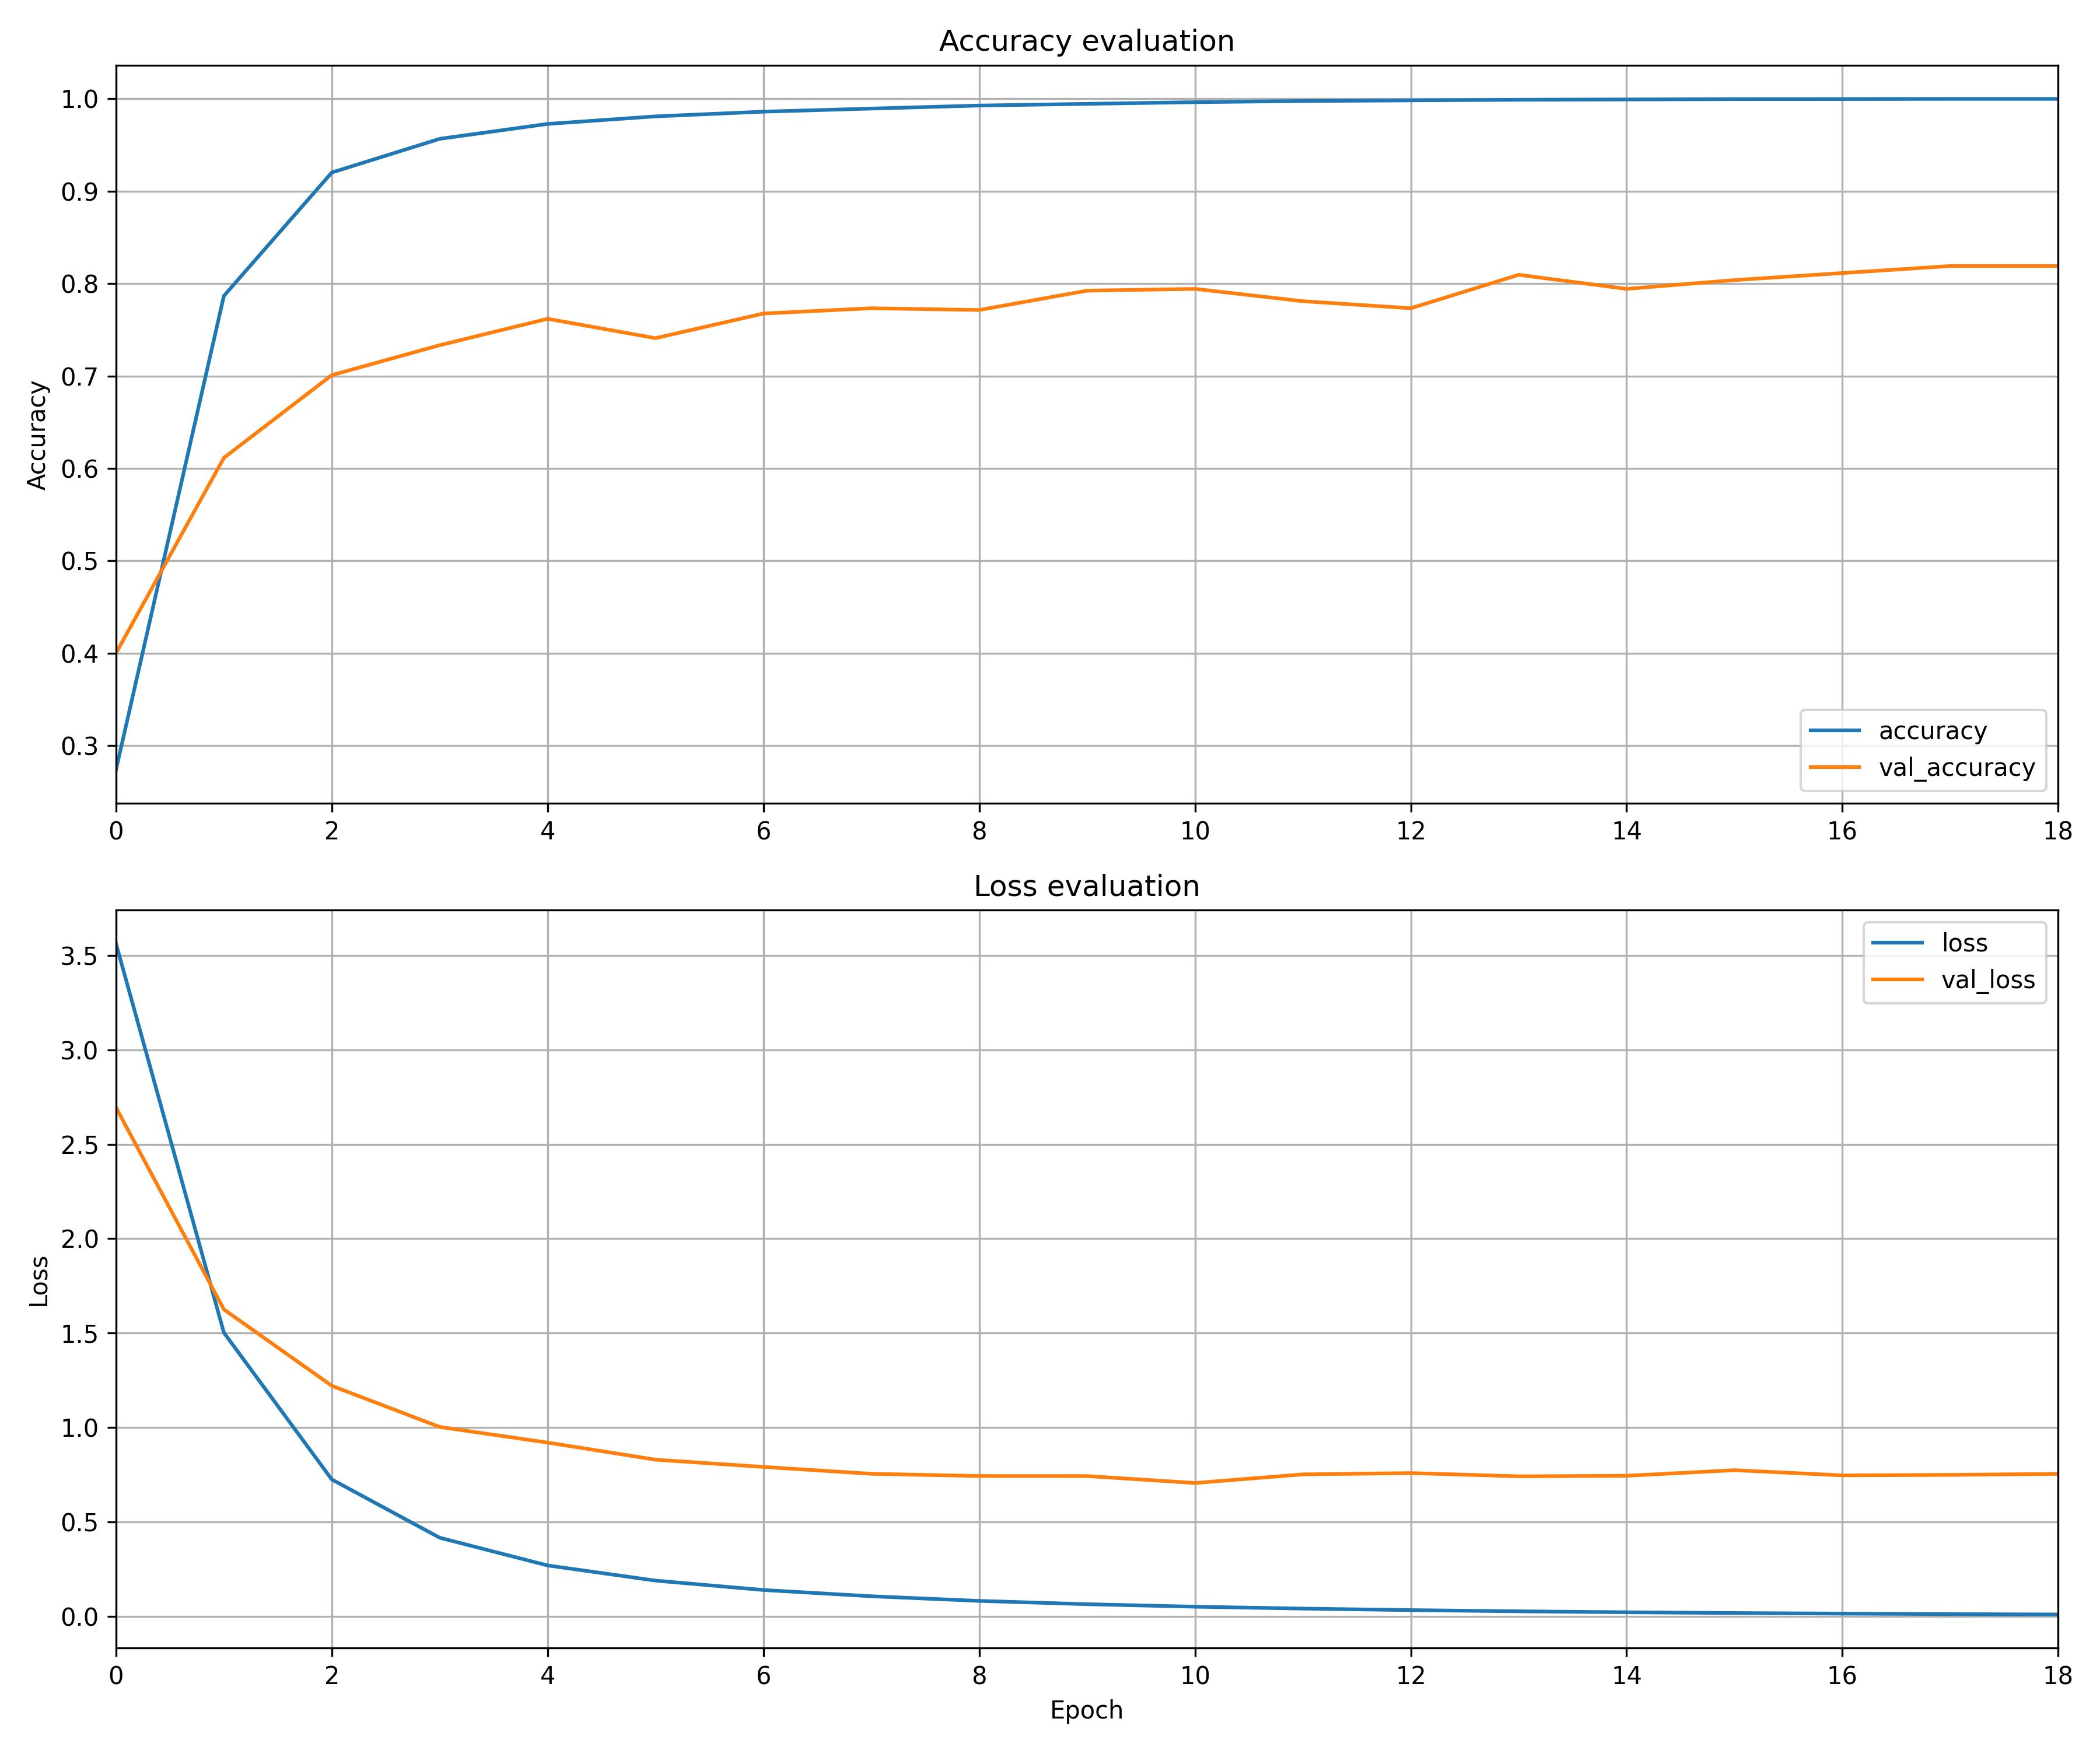 Accuracy evaluation
1.0
0.9
0.8
0.7
0.6
0.5
0.4
0.3
Accuracy
accuracy
val_accuracy
0 2 4 6 8 10 12 14 16 18
Loss evaluation
3.5
3.0
2.5
2.0
1.5
1.0
0.5
0.0
Loss
loss
val_loss
0 2 4 6 8 10 12 14 16 18
Epoch